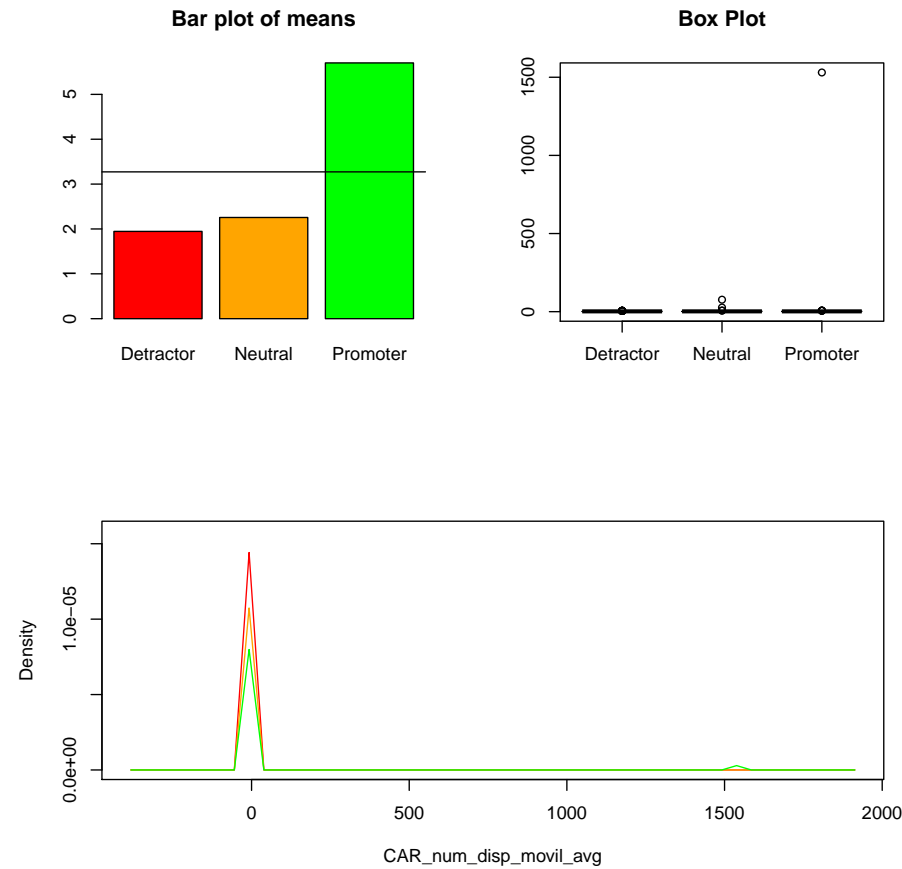 Bar plot of means
5
4
3
2
1
0
Detractor Neutral Promoter
Box Plot
1500
1000
500
0
Detractor Neutral Promoter
Density
1.0e−05
0.0e+00
0 500 1000 1500 2000
CAR_num_disp_movil_avg